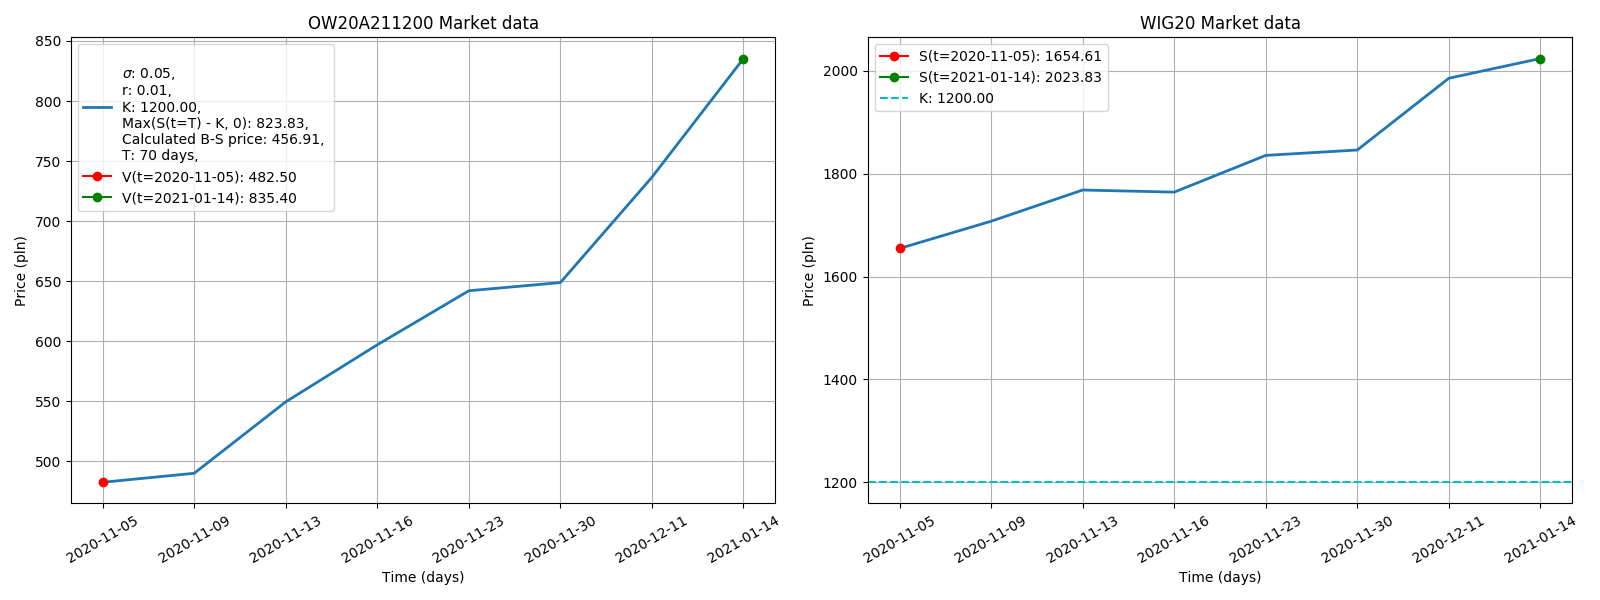 OW20A211200 Market data
850
800
750
700
650
600
550
500
Price (pln)
σ: 0.05,
r: 0.01,
K: 1200.00,
Max(S(t=T) - K, 0): 823.83,
Calculated B-S price: 456.91,
T: 70 days,
V(t=2020-11-05): 482.50
V(t=2021-01-14): 835.40
2020-11-05
2020-11-09
2020-11-13
2020-11-16
2020-11-23
2020-11-30
2020-12-11
2021-01-14
Time (days)
WIG20 Market data
2000
1800
1600
1400
1200
Price (pln)
S(t=2020-11-05): 1654.61
S(t=2021-01-14): 2023.83
K: 1200.00
2020-11-05
2020-11-09
2020-11-13
2020-11-16
2020-11-23
2020-11-30
2020-12-11
2021-01-14
Time (days)